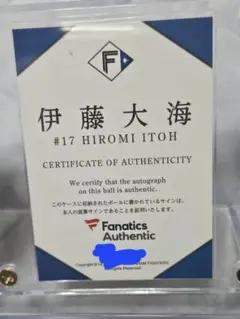 F
伊藤大海
#17 HIROMI ITOH
CERTIFICATE OF AUTHENTICITY
We certify that the autograph
on this ball is authentic.
このケースに収納されたボールに書かれているサインは、
本人の直筆サインであることを証明いたします。
Fanatics
Authentic
Copyright
Rights Reserved.